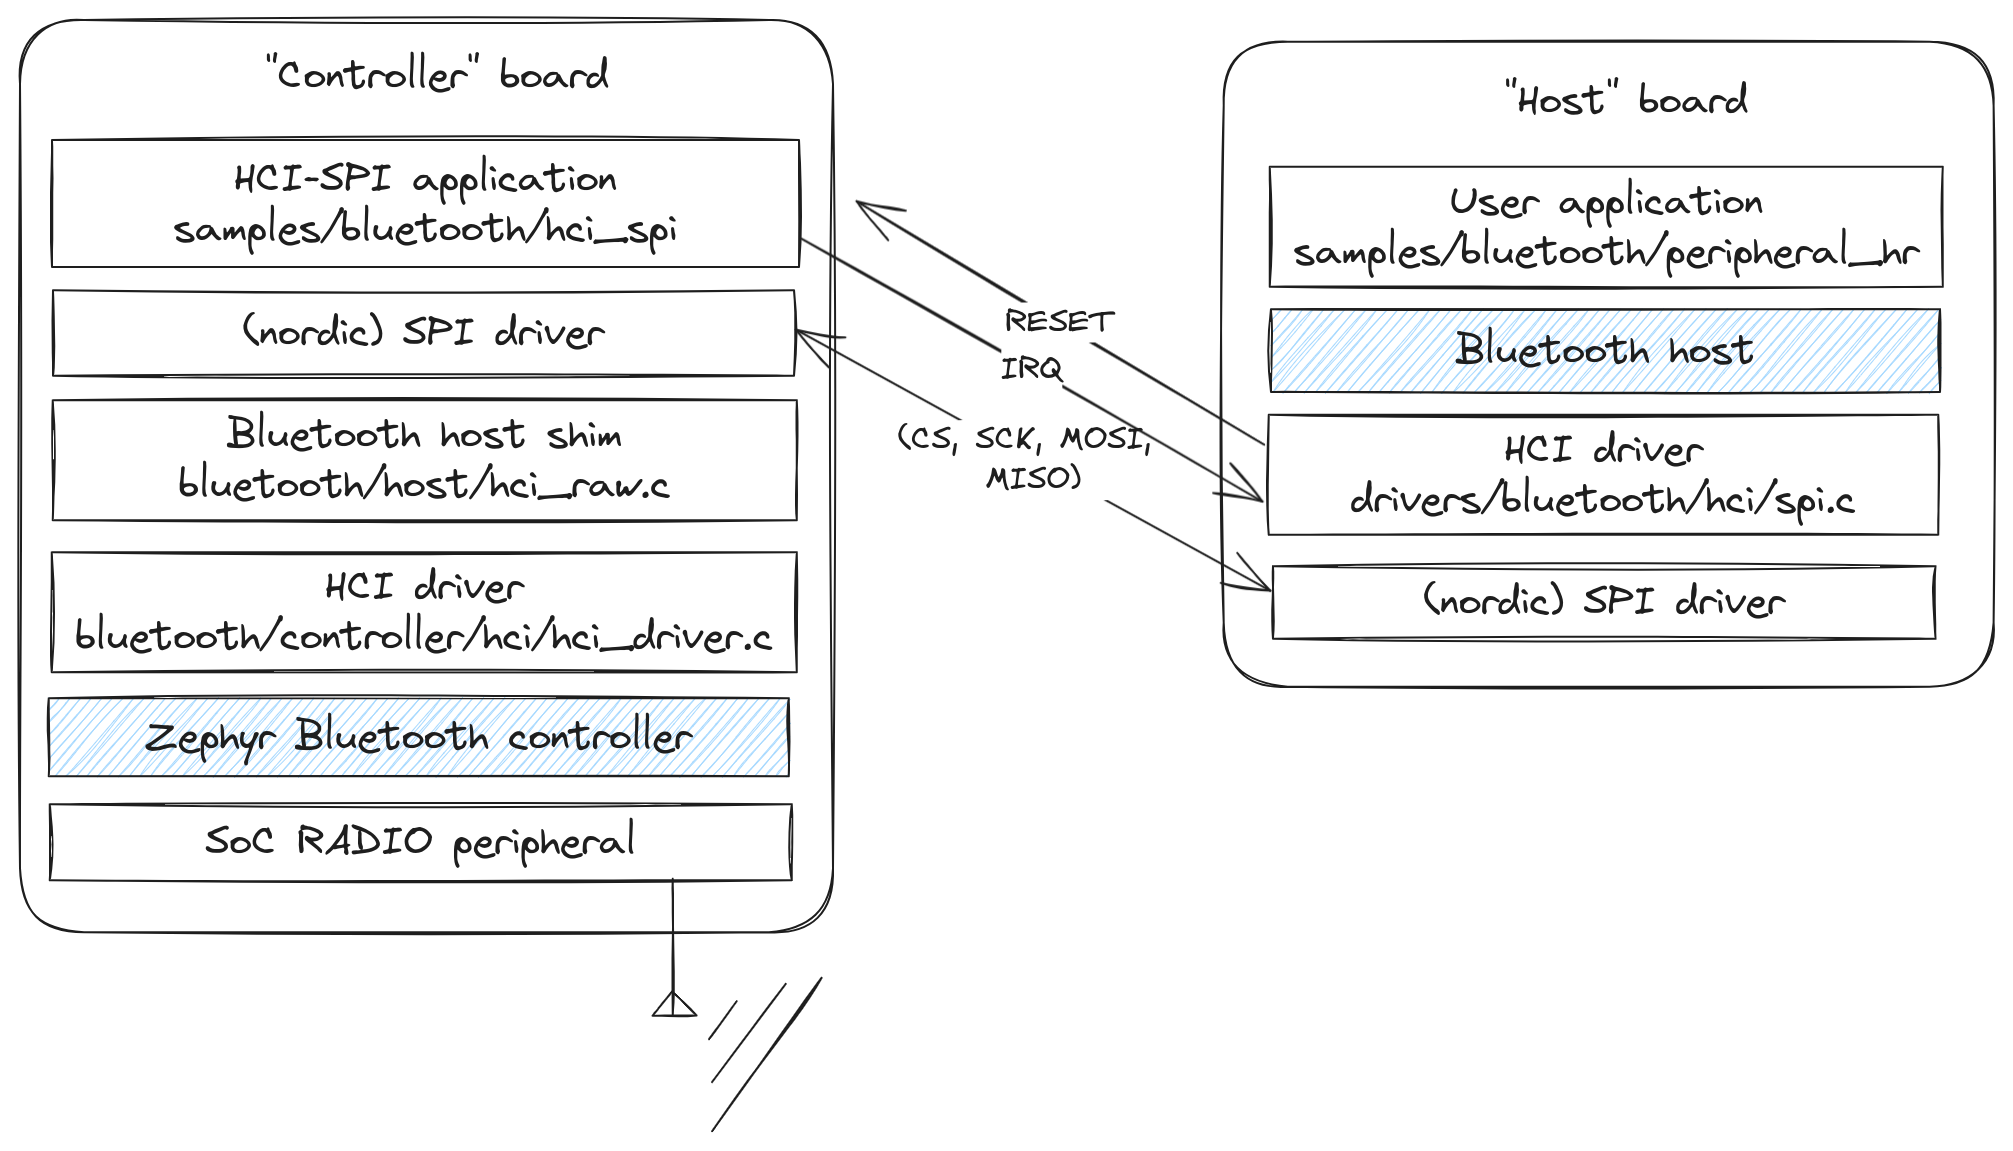 "Controller" board
HCI-SPI application
samples/bluetooth/hci_spi
(nordic) SPI driver
Bluetooth host shim
bluetooth/host/hci_raw.c
HCI driver
bluetooth/controller/hci/hci_driver.c
Zephyr Bluetooth controller
SoC RADIO peripheral
RESET
IRQ
(CS, SCK, MOSI,
MISO)
"Host" board
User application
samples/bluetooth/peripheral_hr
Bluetooth host
HCI driver
drivers/bluetooth/hci/spi.c
(nordic) SPI driver